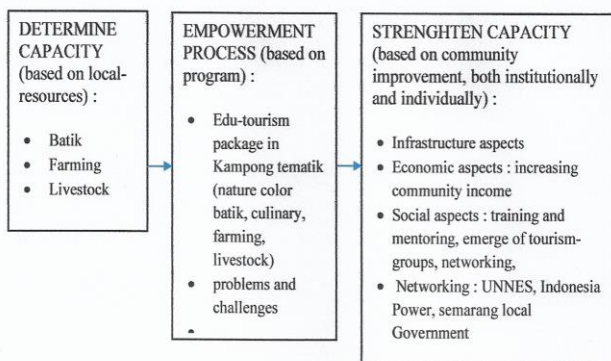 DETERMINE
CAPACITY
(based on local-
resources) :
• Batik
• Farming
• Livestock
EMPOWERMENT
PROCESS (based on
program) :
• Edu-tourism
package in
Kampong tematik
(nature color
batik, culinary,
farming,
livestock)
• problems and
challenges
•
STRENGHTEN CAPACITY
(based on community
improvement, both institutionally
and individually) :
• Infrastructure aspects
• Economic aspects : increasing
community income
• Social aspects : training and
mentoring, emerge of tourism-
groups, networking,
• Networking : UNNES, Indonesia
Power, semarang local
Government